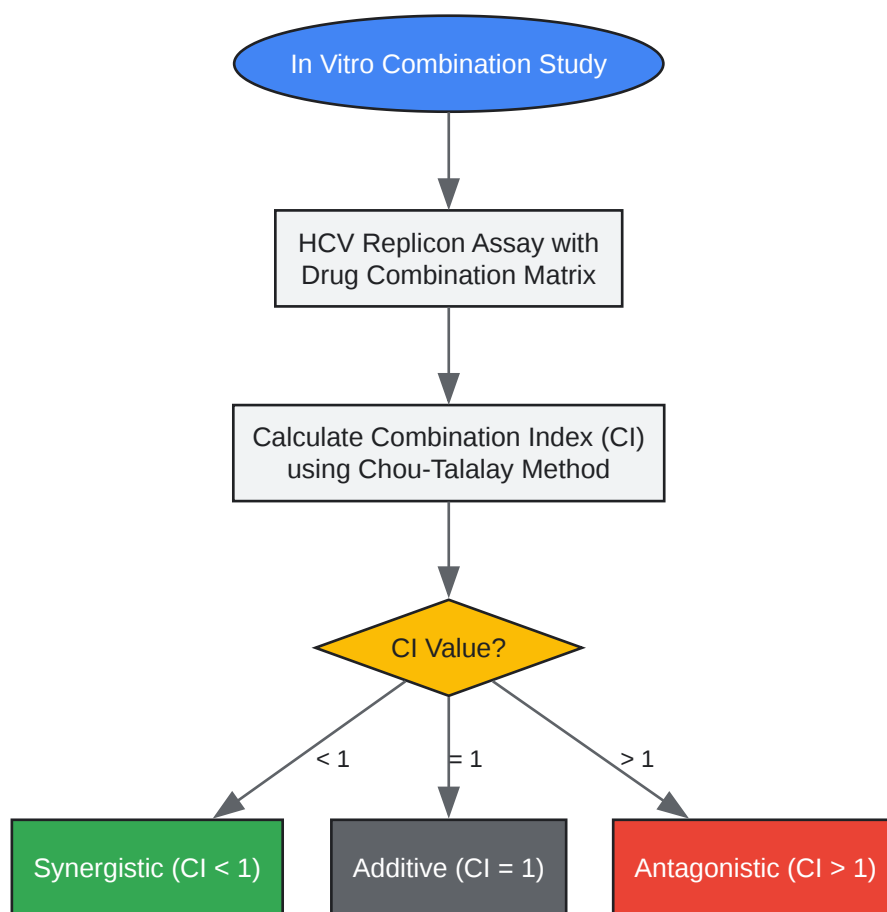 In Vitro Combination Study
HCV Replicon Assay with
Drug Combination Matrix
Calculate Combination Index (CI)
using Chou-Talalay Method
CI Value?
< 1
= 1
> 1
Synergistic (CI < 1)
Additive (CI = 1)
Antagonistic (CI > 1)